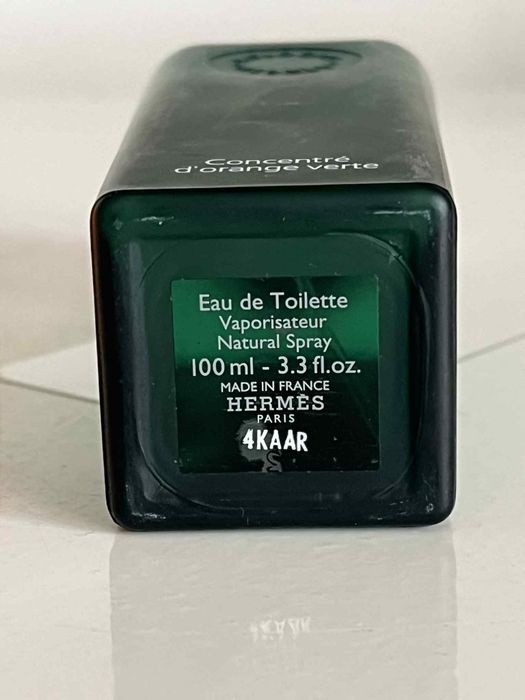 Concentré
d'orange verte
Eau de Toilette
Vaporisateur
Natural Spray
100 ml - 3.3 fl.oz.
MADE IN FRANCE
HERMÈS
PARIS
4KAAR